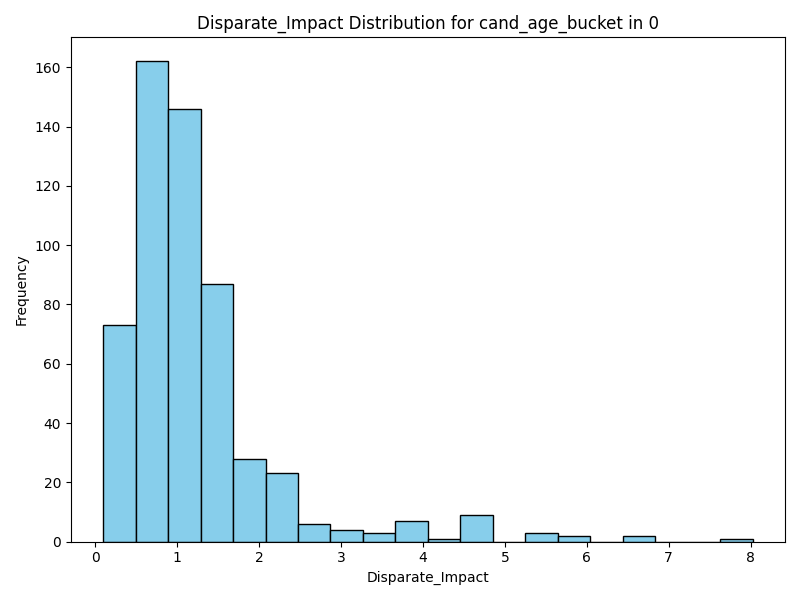 Disparate_Impact Distribution for cand_age_bucket in 0
Frequency
160
140
120
100
80
60
40
20
0
0 1 2 3 4 5 6 7 8
Disparate_Impact